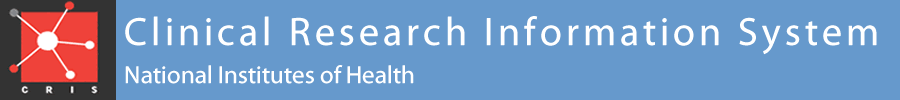 Clinical Research Information System
National Institutes of Health
CRIS